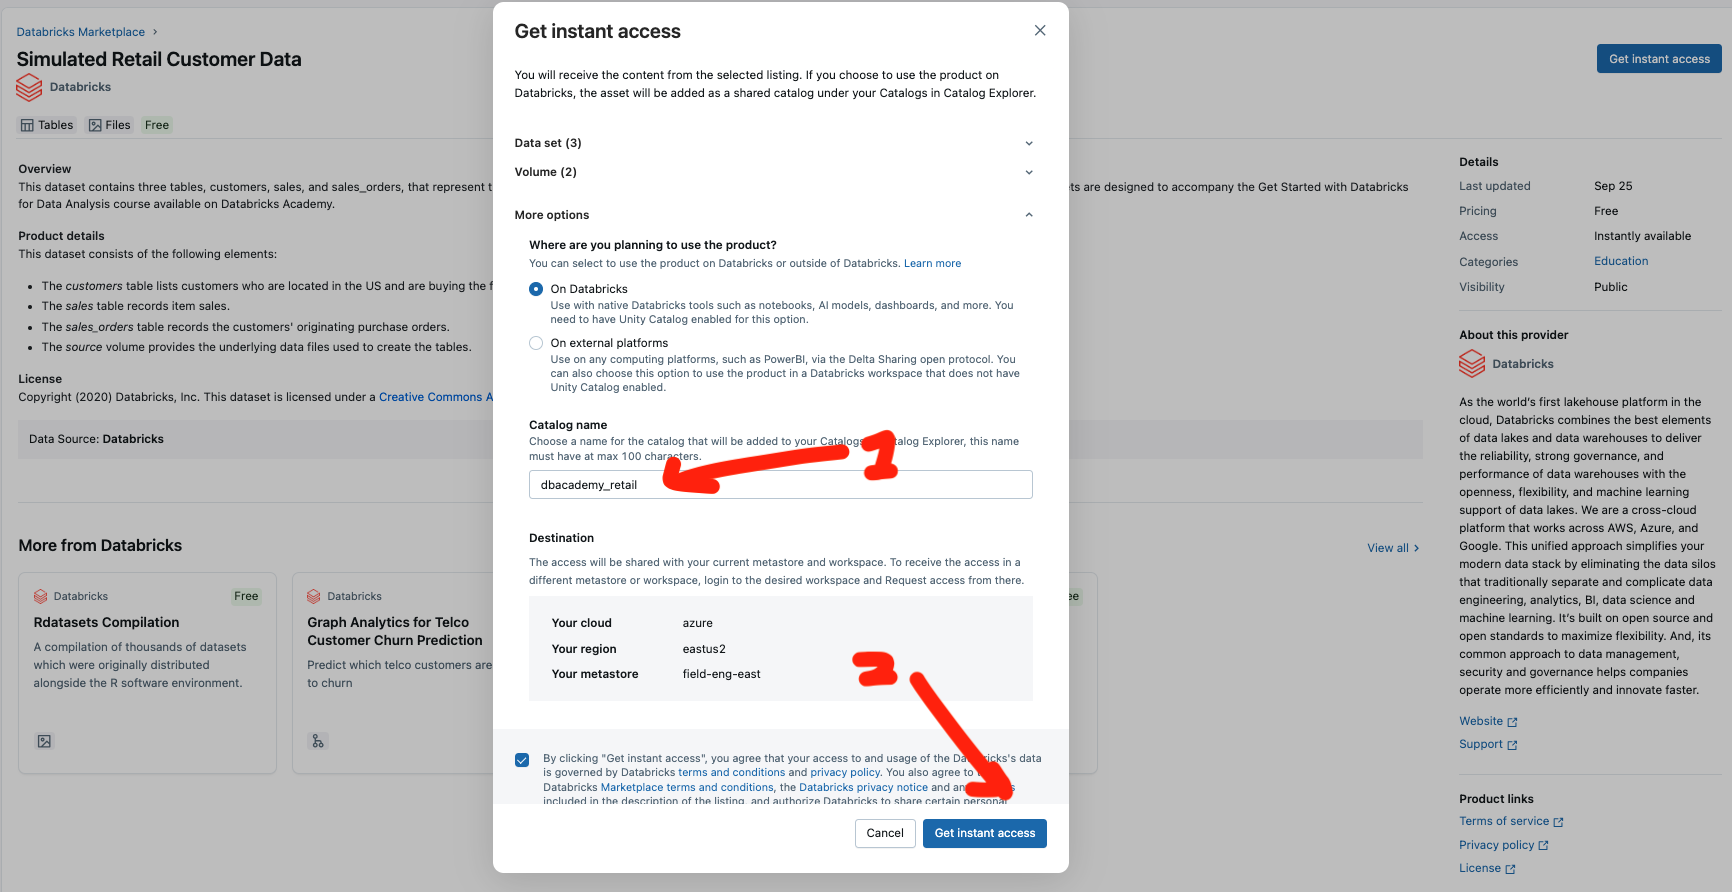 Databricks Marketplace ›
Simulated Retail Customer Data
Databricks
Tables Files Free
Get instant access
Overview
This dataset contains three tables, customers, sales, and sales_orders, that represent t
ts are designed to accompany the Get Started with Databricks
for Data Analysis course available on Databricks Academy.
Product details
This dataset consists of the following elements:
The customers table lists customers who are located in the US and are buying the f
The sales table records item sales.
The sales_orders table records the customers' originating purchase orders.
The source volume provides the underlying data files used to create the tables.
License
Copyright (2020) Databricks, Inc. This dataset is licensed under a Creative Commons A
Data Source: Databricks
More from Databricks
View all >
Databricks Free
Rdatasets Compilation
A compilation of thousands of datasets
which were originally distributed
alongside the R software environment.
Databricks
Graph Analytics for Telco
Customer Churn Prediction
Predict which telco customers are
to churn
ee
Get instant access
You will receive the content from the selected listing. If you choose to use the product on
Databricks, the asset will be added as a shared catalog under your Catalogs in Catalog Explorer.
Data set (3)
Volume (2)
More options
Where are you planning to use the product?
You can select to use the product on Databricks or outside of Databricks. Learn more
On Databricks
Use with native Databricks tools such as notebooks, AI models, dashboards, and more. You
need to have Unity Catalog enabled for this option.
On external platforms
Use on any computing platforms, such as PowerBI, via the Delta Sharing open protocol. You
can also choose this option to use the product in a Databricks workspace that does not have
Unity Catalog enabled.
Catalog name
Choose a name for the catalog that will be added to your Catalogs alog Explorer, this name
must have at max 100 characters.
1
dbacademy_retail
Destination
The access will be shared with your current metastore and workspace. To receive the access in a
different metastore or workspace, login to the desired workspace and Request access from there.
Your cloud azure
Your region eastus2
Your metastore field-eng-east
2
By clicking "Get instant access", you agree that your access to and usage of the Databricks's data
is governed by Databricks terms and conditions and privacy policy. You also agree to
Databricks Marketplace terms and conditions, the Databricks privacy notice and an
included in the description of the listing, and authorize Databricks to share certain personal
Cancel Get instant access
Details
Last updated Sep 25
Pricing Free
Access Instantly available
Categories Education
Visibility Public
About this provider
Databricks
As the world's first lakehouse platform in the
cloud, Databricks combines the best elements
of data lakes and data warehouses to deliver
the reliability, strong governance, and
performance of data warehouses with the
openness, flexibility, and machine learning
support of data lakes. We are a cross-cloud
platform that works across AWS, Azure, and
Google. This unified approach simplifies your
modern data stack by eliminating the data silos
that traditionally separate and complicate data
engineering, analytics, BI, data science and
machine learning. It's built on open source and
open standards to maximize flexibility. And, its
common approach to data management,
security and governance helps companies
operate more efficiently and innovate faster.
Website
Support
Product links
Terms of service
Privacy policy
License